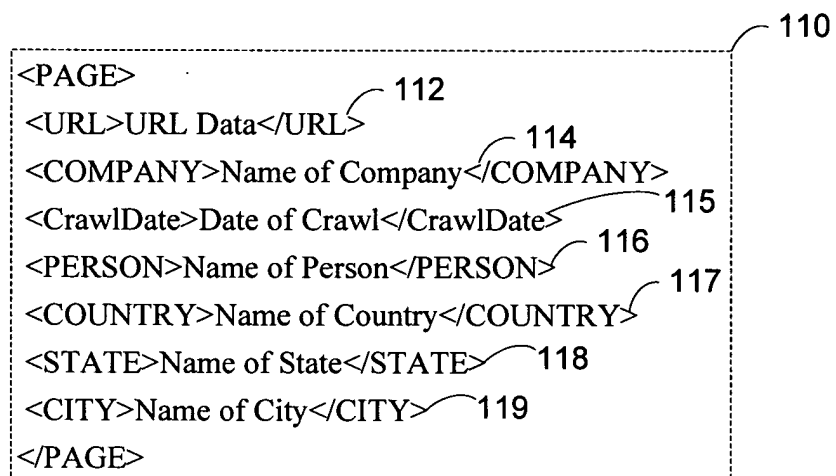 110
<PAGE>
<URL>URL Data</URL> 112
<COMPANY>Name of Company</COMPANY> 114
<CrawlDate>Date of Crawl</CrawlDate> 115
<PERSON>Name of Person</PERSON> 116
<COUNTRY>Name of Country</COUNTRY> 117
<STATE>Name of State</STATE> 118
<CITY>Name of City</CITY> 119
</PAGE>